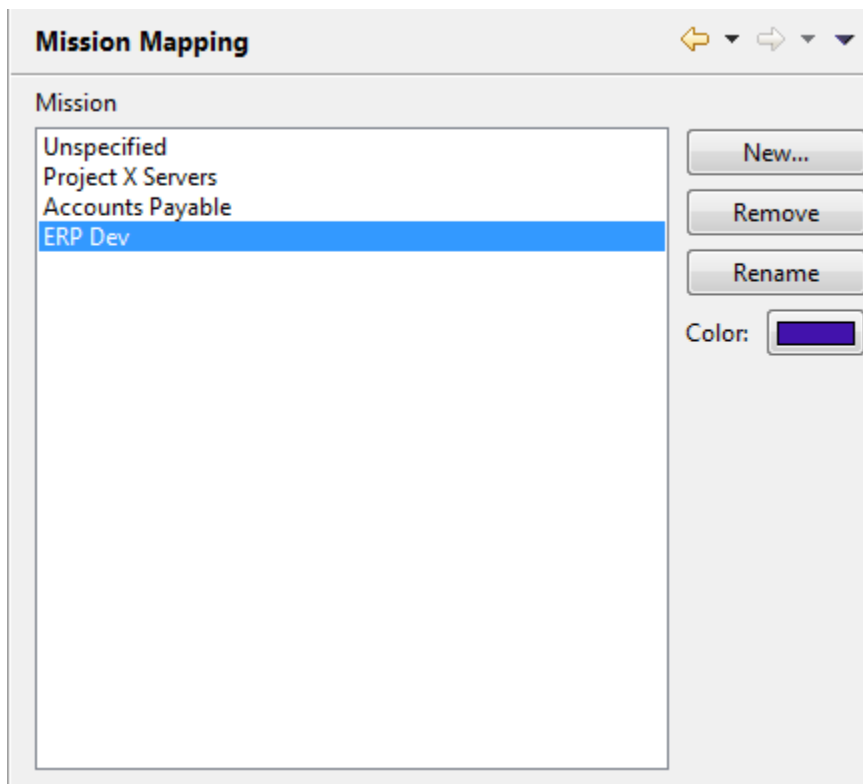 Mission Mapping
Mission
Unspecified
Project X Servers
Accounts Payable
ERP Dev
New...
Remove
Rename
Color: